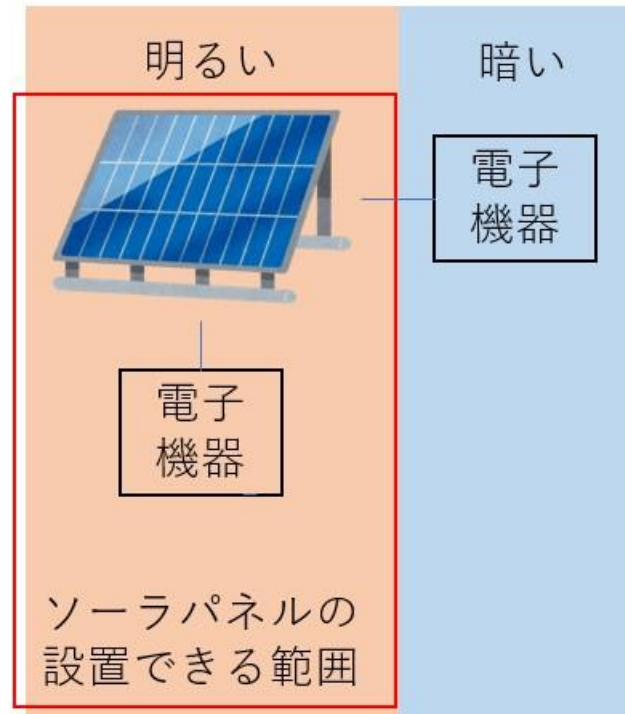 明るい
暗い
電子
機器
電子
機器
ソーラパネルの
設置できる範囲